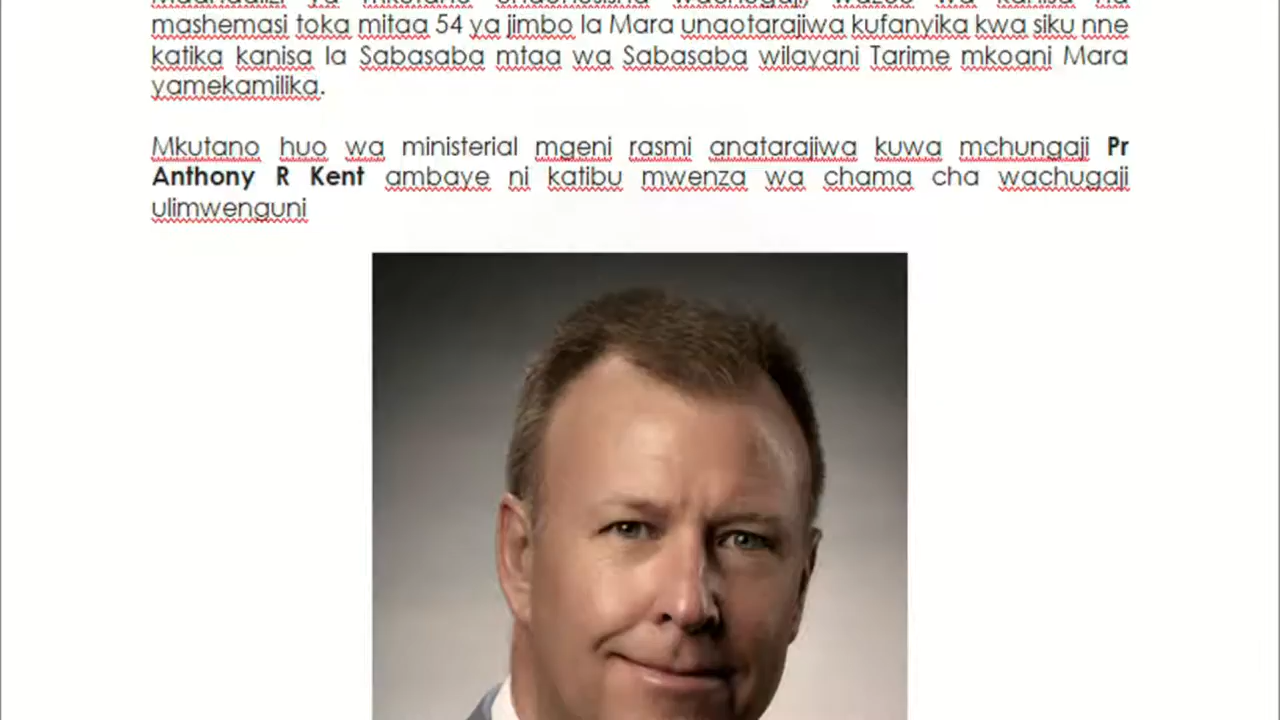 mashemasi toka mitaa 54 ya jimbo la Mara unaotarajiwa kufanyika kwa siku nne
katika kanisa la Sabasaba mtaa wa Sabasaba wilayani Tarime mkoani Mara
yamekamilika.
Mkutano huo wa ministerial mgeni rasmi anatarajiwa kuwa mchungaji Pr
Anthony R Kent ambaye ni katibu mwenza wa chama cha wachugaji
ulimwenguni